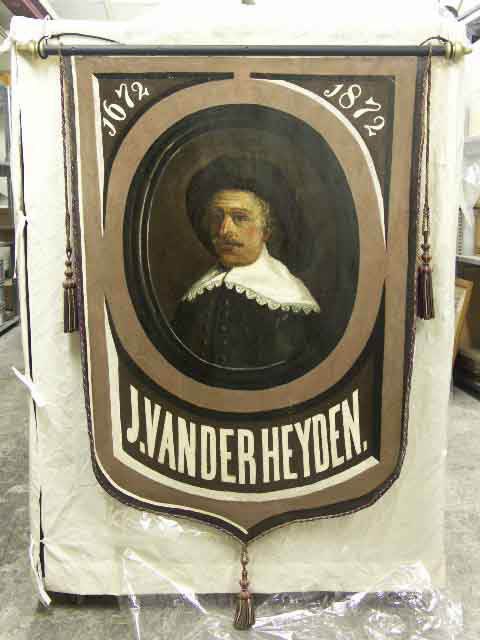 1672 1872
J. VAN DER HEYDEN.